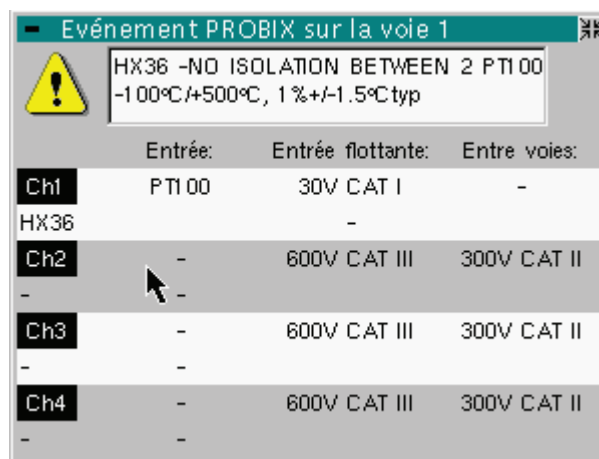 Evénement PROBIX sur la voie 1
HX36 -NO ISOLATION BETWEEN 2 PT100
-100°C/+500°C, 1%+/-1.5°Ctyp
Entrée: Entrée flottante: Entre voies:
Ch1 PT100 30V CAT I -
HX36 -
Ch2 - 600V CAT III 300V CAT II
- -
Ch3 - 600V CAT III 300V CAT II
- -
Ch4 - 600V CAT III 300V CAT II
- -